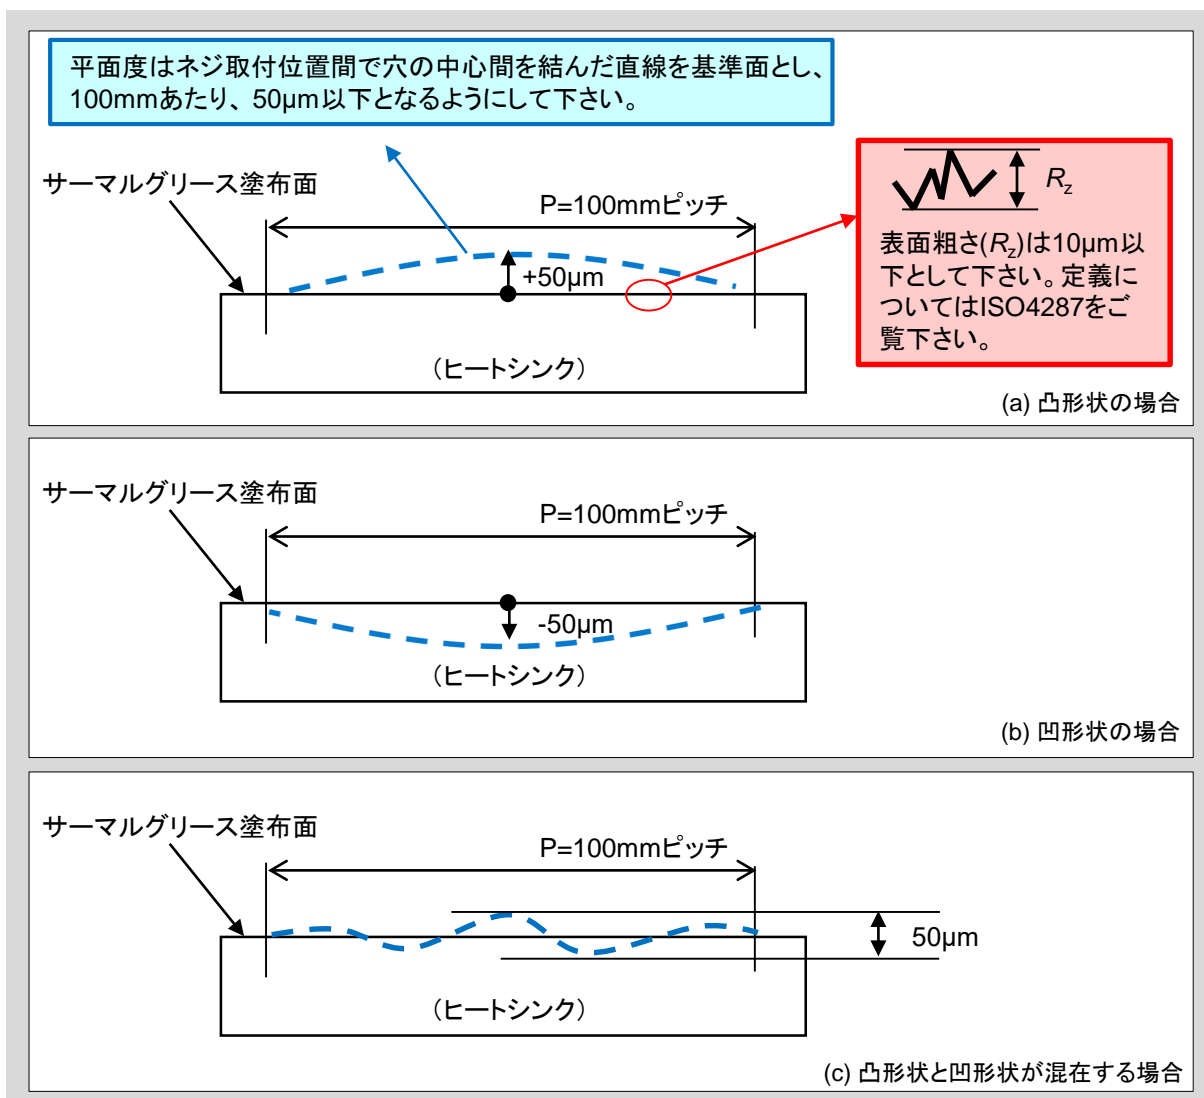 平面度はネジ取付位置間で穴の中心間を結んだ直線を基準面とし、
100mmあたり、50μm以下となるようにして下さい。
サーマルグリース塗布面
P=100mmピッチ
+50μm
Rz
表面粗さ(Rz)は10μm以
下として下さい。定義に
ついてはISO4287をご
覧下さい。
（ヒートシンク）
(a) 凸形状の場合
サーマルグリース塗布面
P=100mmピッチ
-50μm
（ヒートシンク）
(b) 凹形状の場合
サーマルグリース塗布面
P=100mmピッチ
50μm
（ヒートシンク）
(c) 凸形状と凹形状が混在する場合